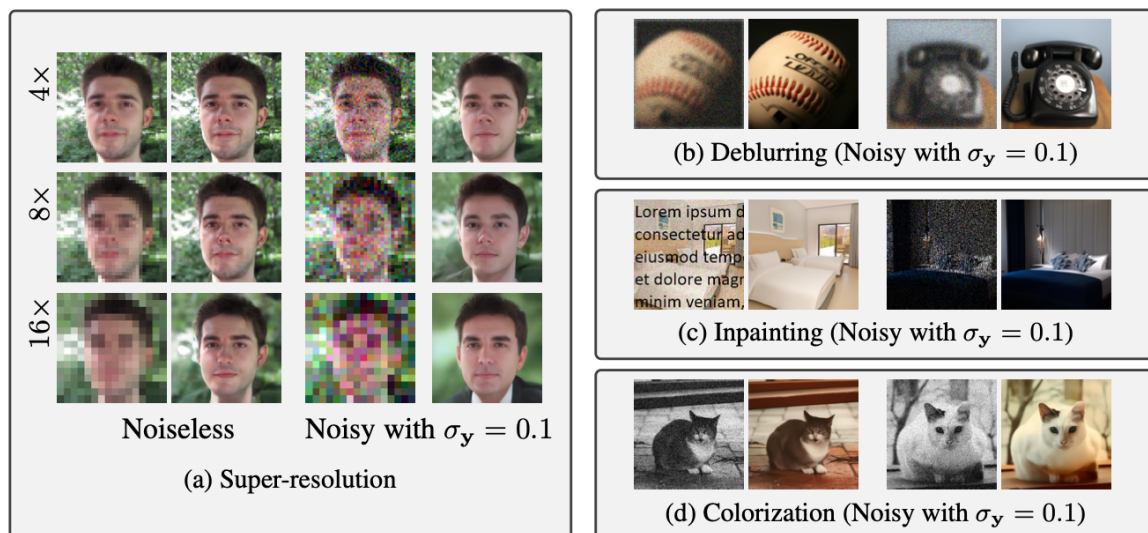 4×
8×
16×
Noiseless
Noisy with σ_y = 0.1
(a) Super-resolution
(b) Deblurring (Noisy with σ_y = 0.1)
Lorem ipsum d
consectetur ad
eiusmod temp
et dolore magn
minim veniam,
(c) Inpainting (Noisy with σ_y = 0.1)
(d) Colorization (Noisy with σ_y = 0.1)